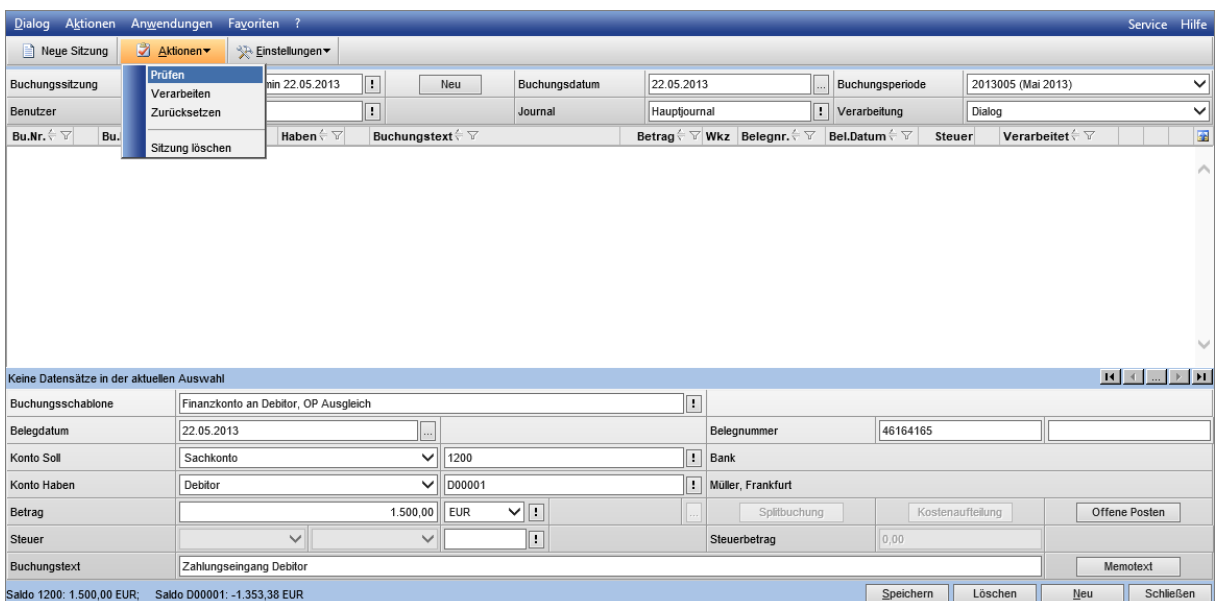 Dialog Aktionen Anwendungen Favoriten ? Service Hilfe
Neue Sitzung Aktionen Einstellungen
Prüfen
Verarbeiten
Zurücksetzen
Sitzung löschen
Buchungssitzung min 22.05.2013 ! Neu Buchungsdatum 22.05.2013 ... Buchungsperiode 2013005 (Mai 2013)
Benutzer ! Journal Hauptjournal ! Verarbeitung Dialog
Bu.Nr. Bu. Haben Buchungstext Betrag Wkz Belegnr. Bel.Datum Steuer Verarbeitet
Keine Datensätze in der aktuellen Auswahl ...
Buchungsschablone Finanzkonto an Debitor, OP Ausgleich !
Belegdatum 22.05.2013 ... Belegnummer 46164165
Konto Soll Sachkonto 1200 ! Bank
Konto Haben Debitor D00001 ! Müller, Frankfurt
Betrag 1.500,00 EUR ! ... Splitbuchung Kostenaufteilung Offene Posten
Steuer ! Steuerbetrag 0,00
Buchungstext Zahlungseingang Debitor Memotext
Saldo 1200: 1.500,00 EUR; Saldo D00001: -1.353,38 EUR Speichern Löschen Neu Schließen